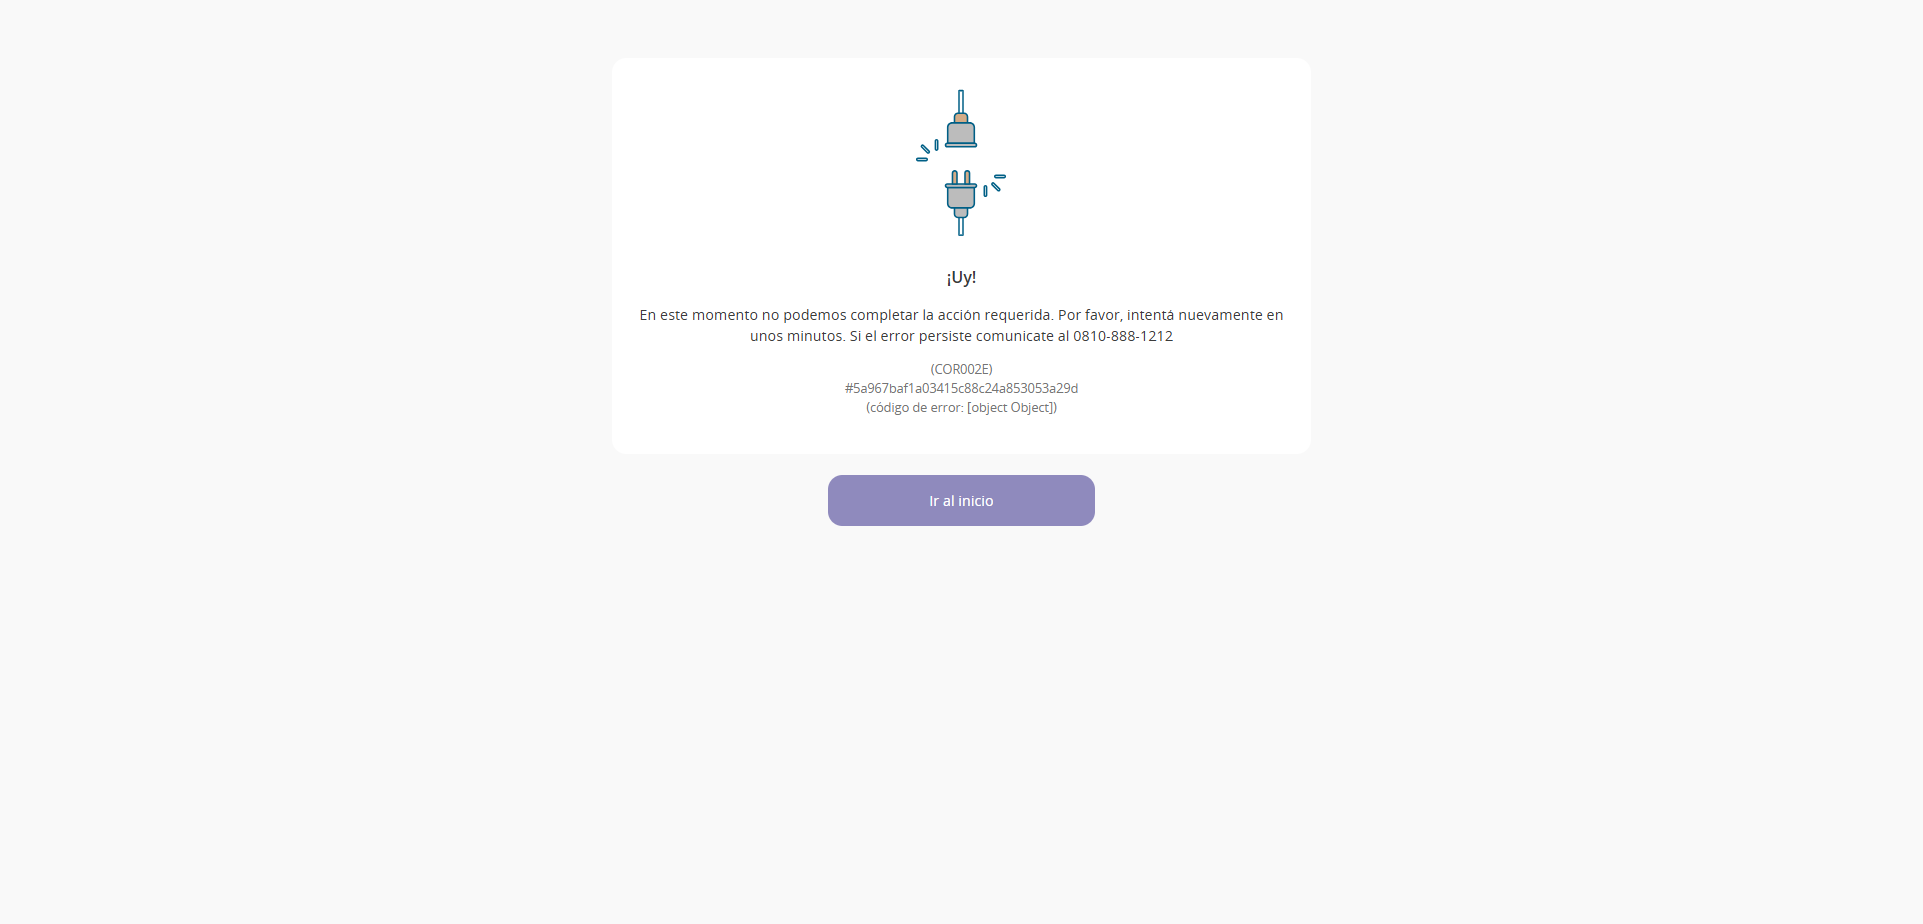 ¡Uy!
En este momento no podemos completar la acción requerida. Por favor, intentá nuevamente en
unos minutos. Si el error persiste comunicate al 0810-888-1212
(COR002E)
#5a967baf1a03415c88c24a853053a29d
(código de error: [object Object])
Ir al inicio